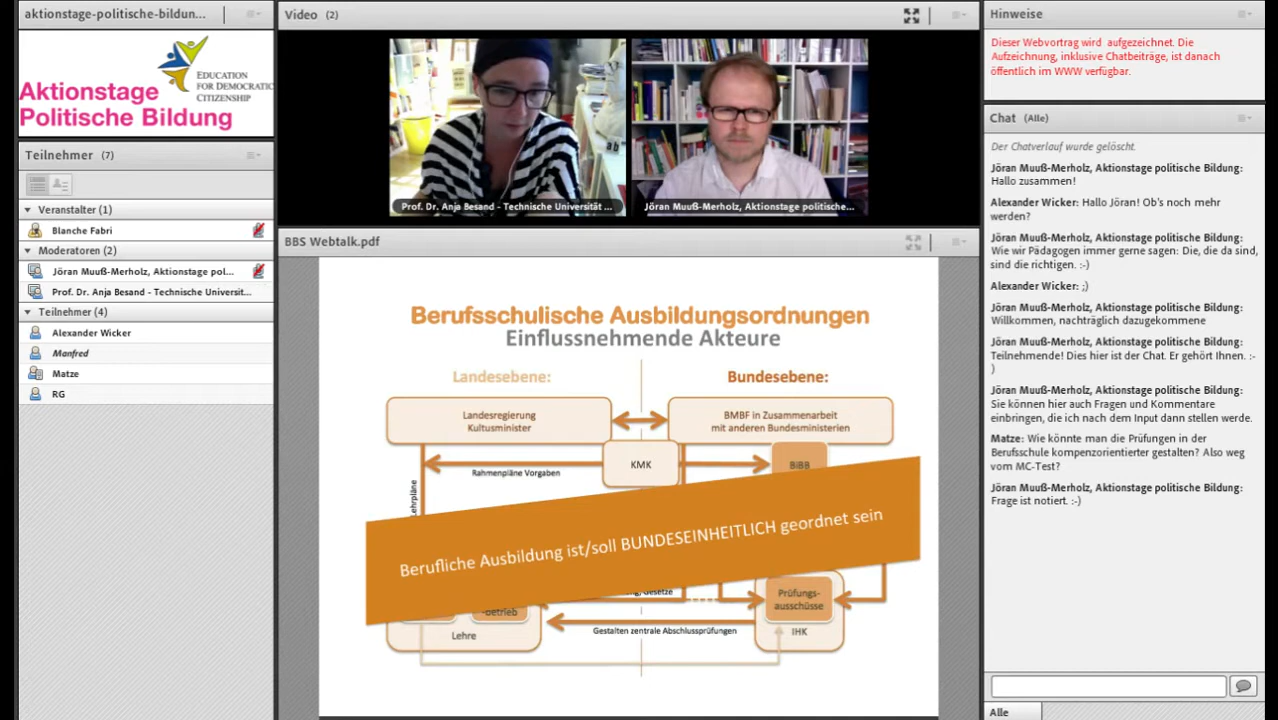 aktionstage-politische-bildun...
EDUCATION
FOR DEMOCRATIC
CITIZENSHIP
Aktionstage
Politische Bildung
Teilnehmer (7)
Veranstalter (1)
Blanche Fabri
Moderatoren (2)
Jöran Muuß-Merholz, Aktionstage pol...
Prof. Dr. Anja Besand - Technische Universit...
Teilnehmer (4)
Alexander Wicker
Manfred
Matze
RG
Video (2)
Prof. Dr. Anja Besand - Technische Universität ...
Jöran Muuß-Merholz, Aktionstage politische...
BBS Webtalk.pdf
Berufsschulische Ausbildungsordnungen
Einflussnehmende Akteure
Landesebene:
Bundesebene:
Landesregierung
Kultusminister
BMBF in Zusammenarbeit
mit anderen Bundesministerien
KMK
BiBB
Rahmenpläne Vorgaben
Lehrpläne
Berufliche Ausbildung ist/soll BUNDESEINHEITLICH geordnet sein
Gesetze
-betrieb
Lehre
Gestalten zentrale Abschlussprüfungen
Prüfungs-
ausschüsse
IHK
Hinweise
Dieser Webvortrag wird aufgezeichnet. Die
Aufzeichnung, inklusive Chatbeiträge, ist danach
öffentlich im WWW verfügbar.
Chat (Alle)
Der Chatverlauf wurde gelöscht.
Jöran Muuß-Merholz, Aktionstage politische Bildung:
Hallo zusammen!
Alexander Wicker: Hallo Jöran! Ob's noch mehr
werden?
Jöran Muuß-Merholz, Aktionstage politische Bildung:
Wie wir Pädagogen immer gerne sagen: Die, die da sind,
sind die richtigen. :-)
Alexander Wicker: ;)
Jöran Muuß-Merholz, Aktionstage politische Bildung:
Willkommen, nachträglich dazugekommene
Jöran Muuß-Merholz, Aktionstage politische Bildung:
Teilnehmende! Dies hier ist der Chat. Er gehört Ihnen. :-
)
Jöran Muuß-Merholz, Aktionstage politische Bildung:
Sie können hier auch Fragen und Kommentare
einbringen, die ich nach dem Input dann stellen werde.
Matze: Wie könnte man die Prüfungen in der
Berufsschule kompenzorientierter gestalten? Also weg
vom MC-Test?
Jöran Muuß-Merholz, Aktionstage politische Bildung:
Frage ist notiert. :-)
Alle